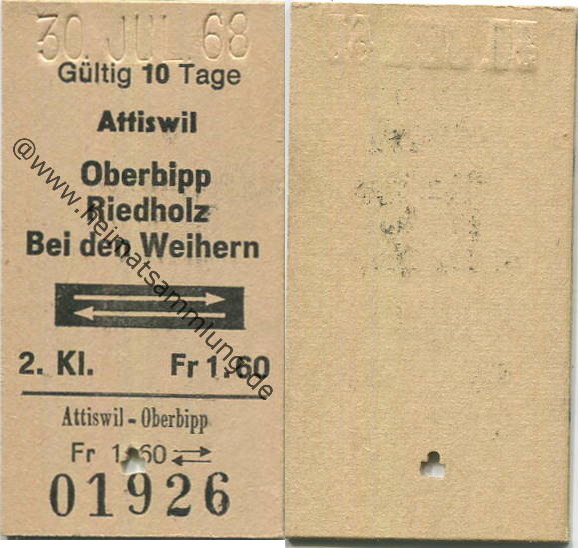 30. JUL. 68
Gültig 10 Tage
Attiswil
Oberbipp
Riedholz
Bei den Weihern
2. Kl. Fr 1.60
Attiswil - Oberbipp
Fr 1.60
01926
@www.heimatsammlung.de